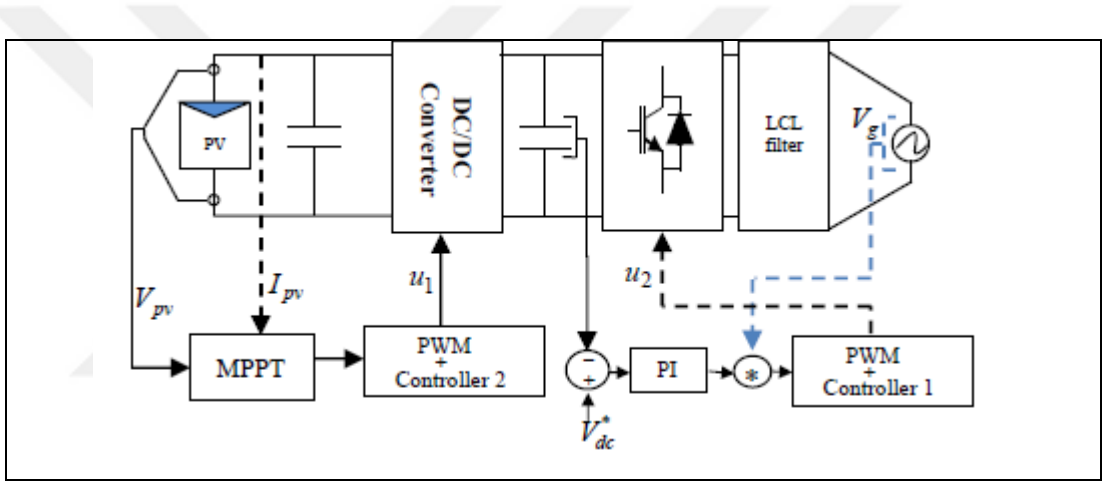 PV
DC/DC
Converter
LCL
filter
V_g
V_pv
I_pv
u_1
u_2
MPPT
PWM
+
Controller 2
−
+
PI
*
PWM
+
Controller 1
V_dc^*